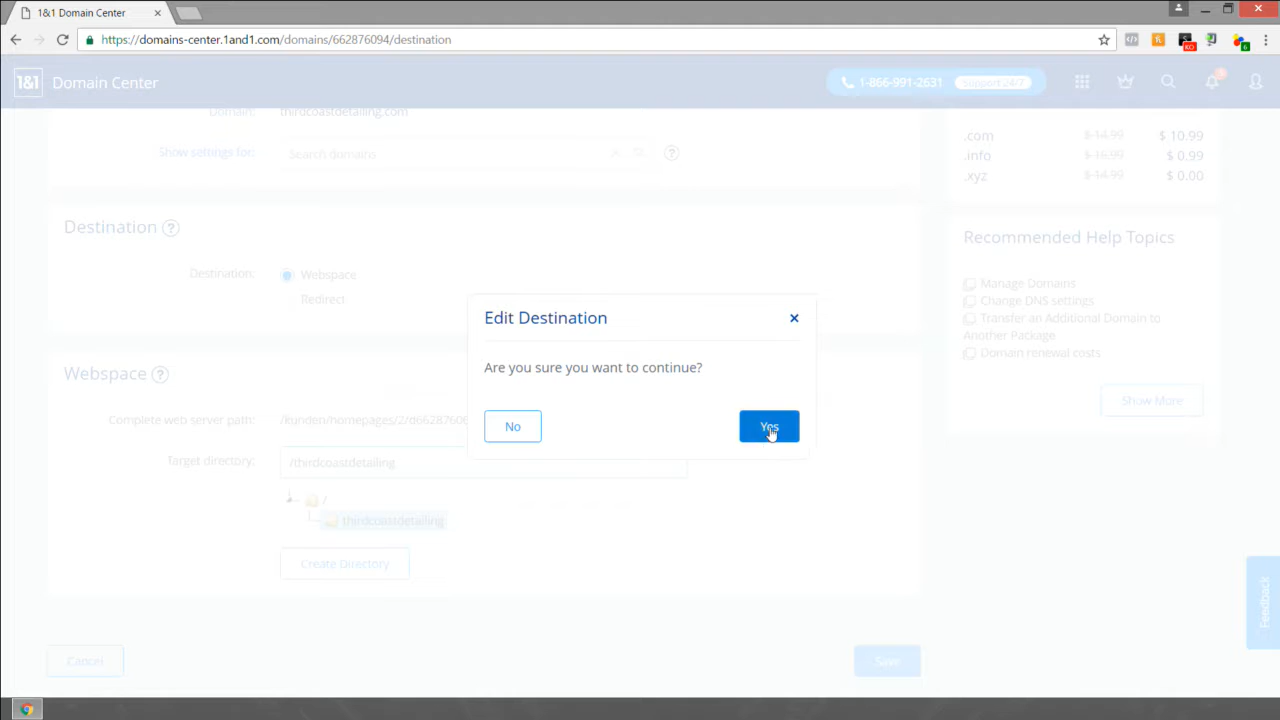 1&1 Domain Center
https://domains-center.1and1.com/domains/662876094/destination
1&1 Domain Center
1-866-991-2631 Support 24/7
Domain: thirdcoastdetailing.com
Show settings for: Search domains
.com $ 14.99 $ 10.99
.info $ 16.99 $ 0.99
.xyz $ 14.99 $ 0.00
Destination
Destination: Webspace
Redirect
Recommended Help Topics
Manage Domains
Change DNS settings
Transfer an Additional Domain to
Another Package
Domain renewal costs
Show More
Edit Destination
Are you sure you want to continue?
No Yes
Webspace
Complete web server path: /kunden/homepages/2/d66287606
Target directory: /thirdcoastdetailing
/
thirdcoastdetailing
Create Directory
Cancel Save
Feedback